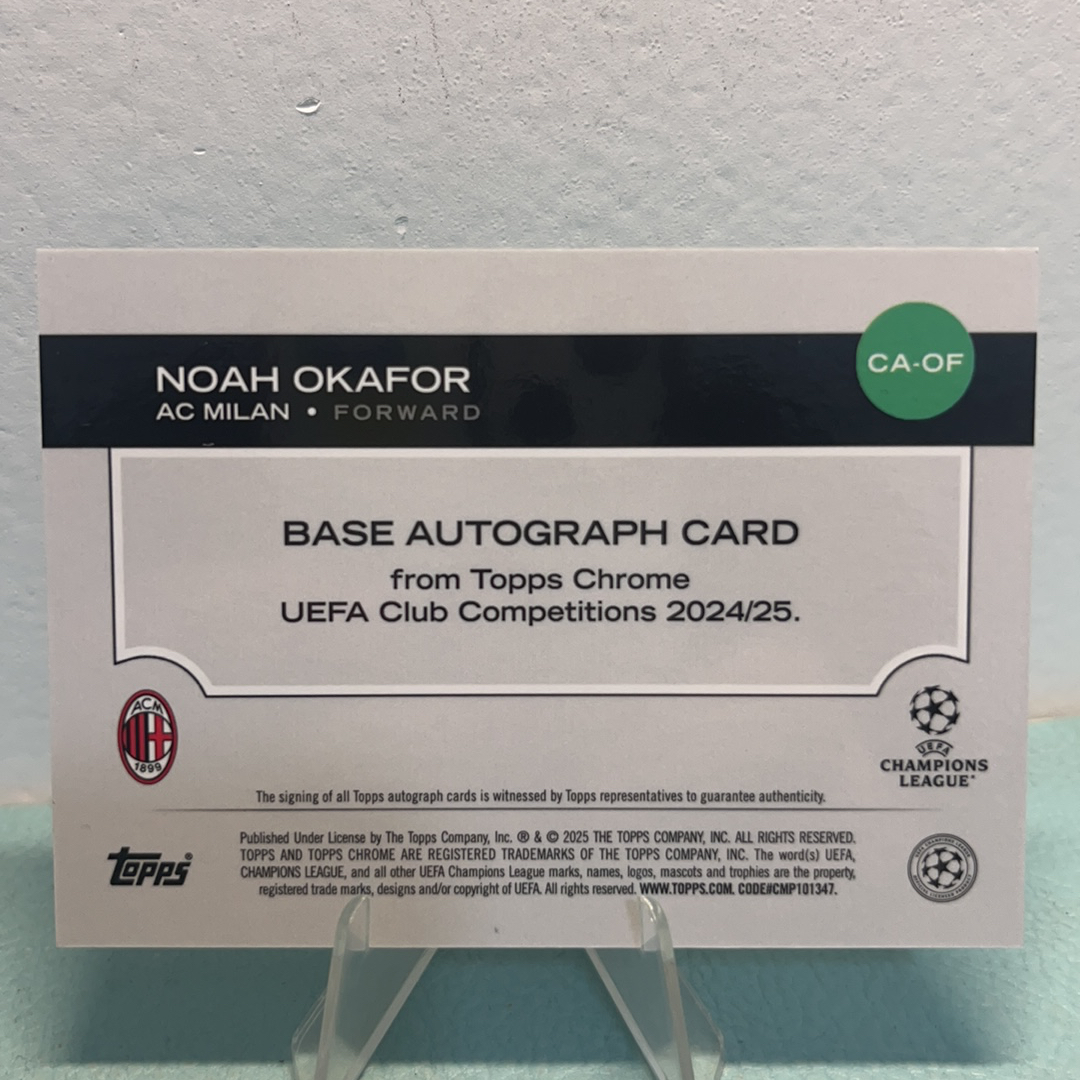 NOAH OKAFOR
AC MILAN • FORWARD
CA-OF
BASE AUTOGRAPH CARD
from Topps Chrome
UEFA Club Competitions 2024/25.
ACM
1899
UEFA
CHAMPIONS
LEAGUE
The signing of all Topps autograph cards is witnessed by Topps representatives to guarantee authenticity.
topps®
Published Under License by The Topps Company, Inc. ® & © 2025 THE TOPPS COMPANY, INC. ALL RIGHTS RESERVED.
TOPPS AND TOPPS CHROME ARE REGISTERED TRADEMARKS OF THE TOPPS COMPANY, INC. The word(s) UEFA,
CHAMPIONS LEAGUE, and all other UEFA Champions League marks, names, logos, mascots and trophies are the property,
registered trade marks, designs and/or copyright of UEFA. All rights reserved. WWW.TOPPS.COM. CODE#CMP101347.